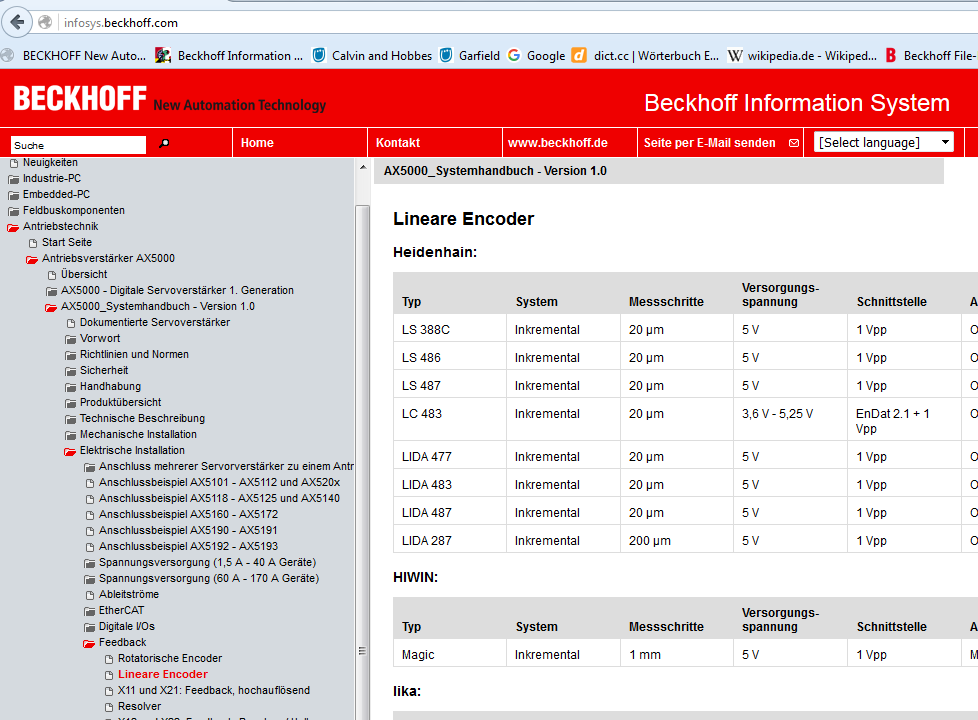 infosys.beckhoff.com
BECKHOFF New Auto... Beckhoff Information ... Calvin and Hobbes Garfield Google dict.cc | Wörterbuch E... wikipedia.de - Wikiped... Beckhoff File-
BECKHOFF New Automation Technology
Beckhoff Information System
Suche Home Kontakt www.beckhoff.de Seite per E-Mail senden [Select language]
Neuigkeiten
Industrie-PC
Embedded-PC
Feldbuskomponenten
Antriebstechnik
Start Seite
Antriebsverstärker AX5000
Übersicht
AX5000 - Digitale Servoverstärker 1. Generation
AX5000_Systemhandbuch - Version 1.0
Dokumentierte Servoverstärker
Vorwort
Richtlinien und Normen
Sicherheit
Handhabung
Produktübersicht
Technische Beschreibung
Mechanische Installation
Elektrische Installation
Anschluss mehrerer Servorverstärker zu einem Antr
Anschlussbeispiel AX5101 - AX5112 und AX520x
Anschlussbeispiel AX5118 - AX5125 und AX5140
Anschlussbeispiel AX5160 - AX5172
Anschlussbeispiel AX5190 - AX5191
Anschlussbeispiel AX5192 - AX5193
Spannungsversorgung (1,5 A - 40 A Geräte)
Spannungsversorgung (60 A - 170 A Geräte)
Ableitströme
EtherCAT
Digitale I/Os
Feedback
Rotatorische Encoder
Lineare Encoder
X11 und X21: Feedback, hochauflösend
Resolver
AX5000_Systemhandbuch - Version 1.0
Lineare Encoder
Heidenhain:
Typ System Messschritte Versorgungs-
spannung Schnittstelle A
LS 388C Inkremental 20 µm 5 V 1 Vpp O
LS 486 Inkremental 20 µm 5 V 1 Vpp O
LS 487 Inkremental 20 µm 5 V 1 Vpp O
LC 483 Inkremental 20 µm 3,6 V - 5,25 V EnDat 2.1 + 1 O
Vpp
LIDA 477 Inkremental 20 µm 5 V 1 Vpp O
LIDA 483 Inkremental 20 µm 5 V 1 Vpp O
LIDA 487 Inkremental 20 µm 5 V 1 Vpp O
LIDA 287 Inkremental 200 µm 5 V 1 Vpp O
HIWIN:
Typ System Messschritte Versorgungs-
spannung Schnittstelle A
Magic Inkremental 1 mm 5 V 1 Vpp M
lika: